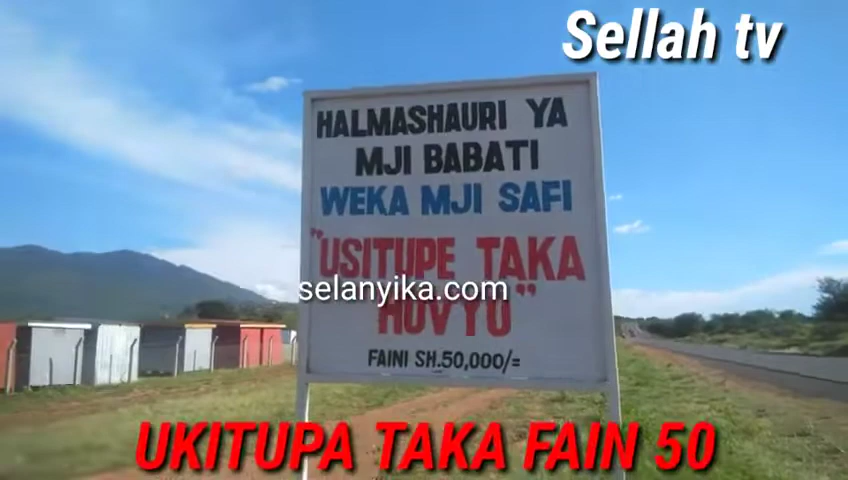 Sellah tv
HALMASHAURI YA
MJI BABATI
WEKA MJI SAFI
"USITUPE TAKA
selanyika.com
HOVYO"
FAINI SH.50,000/=
UKITUPA TAKA FAIN 50